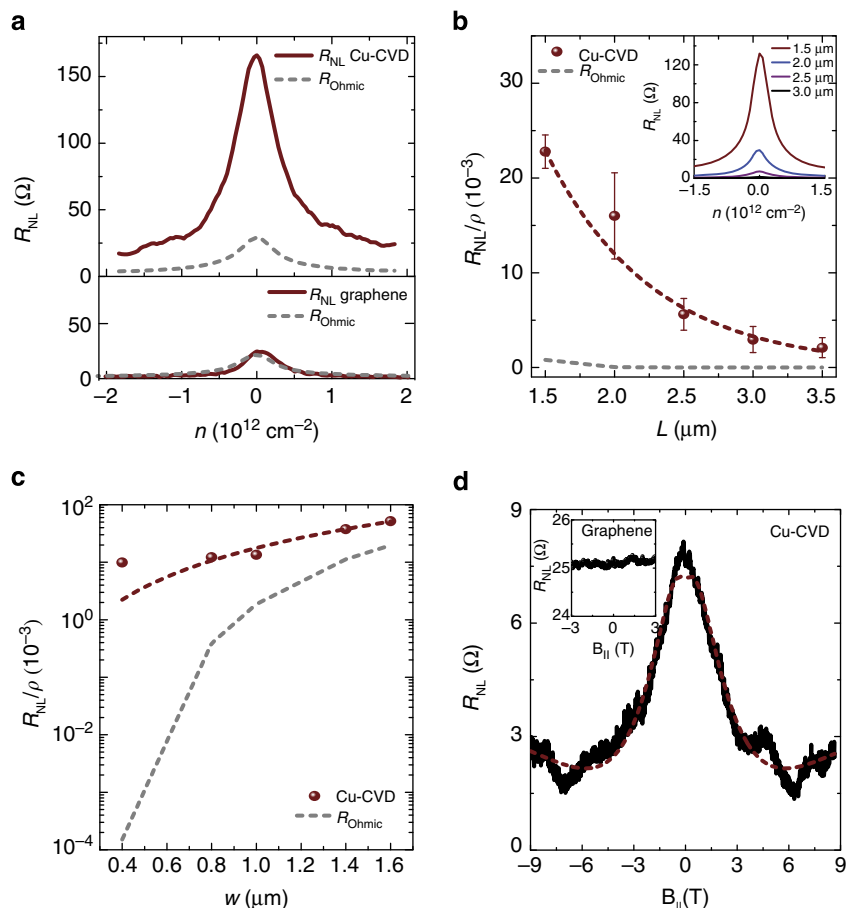 a
R_NL Cu-CVD
R_Ohmic
150
100
50
0
R_NL (Ω)
R_NL graphene
R_Ohmic
50
0
−2 −1 0 1 2
n (10^12 cm^−2)
b
Cu-CVD
R_Ohmic
30
20
10
0
R_NL/ρ (10^−3)
1.5 μm
2.0 μm
2.5 μm
3.0 μm
120
80
40
0
R_NL (Ω)
−1.5 0.0 1.5
n (10^12 cm^−2)
1.5 2.0 2.5 3.0 3.5
L (μm)
c
10^2
10^0
10^−2
10^−4
R_NL/ρ (10^−3)
Cu-CVD
R_Ohmic
0.4 0.6 0.8 1.0 1.2 1.4 1.6
w (μm)
d
9
6
3
0
R_NL (Ω)
Cu-CVD
Graphene
26
25
24
R_NL (Ω)
−3 0 3
B_II (T)
−9 −6 −3 0 3 6 9
B_II(T)